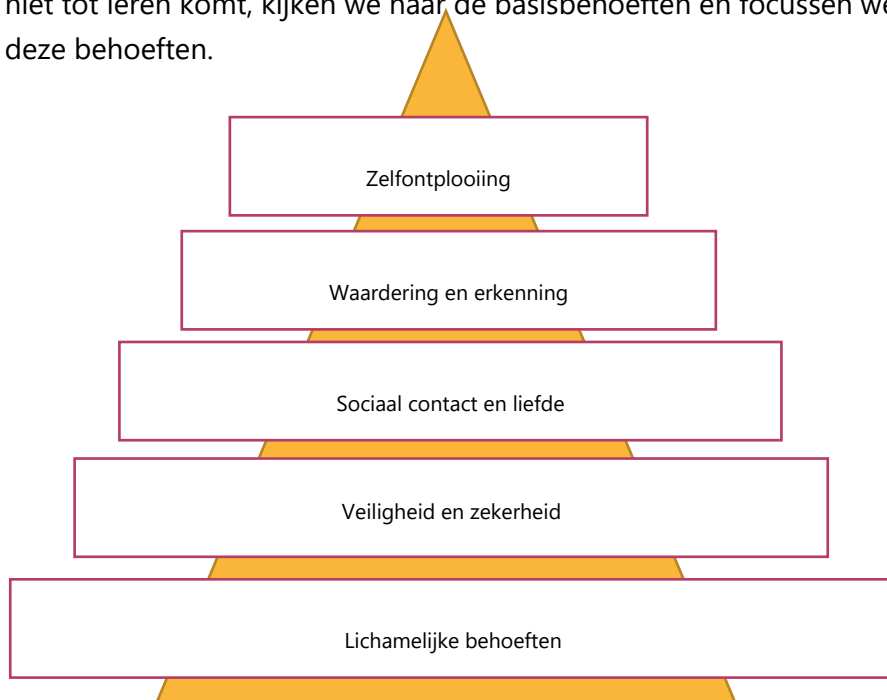 niet tot leren komt, kijken we naar de basisbehoeften en focussen we
deze behoeften.
Zelfontplooiing
Waardering en erkenning
Sociaal contact en liefde
Veiligheid en zekerheid
Lichamelijke behoeften